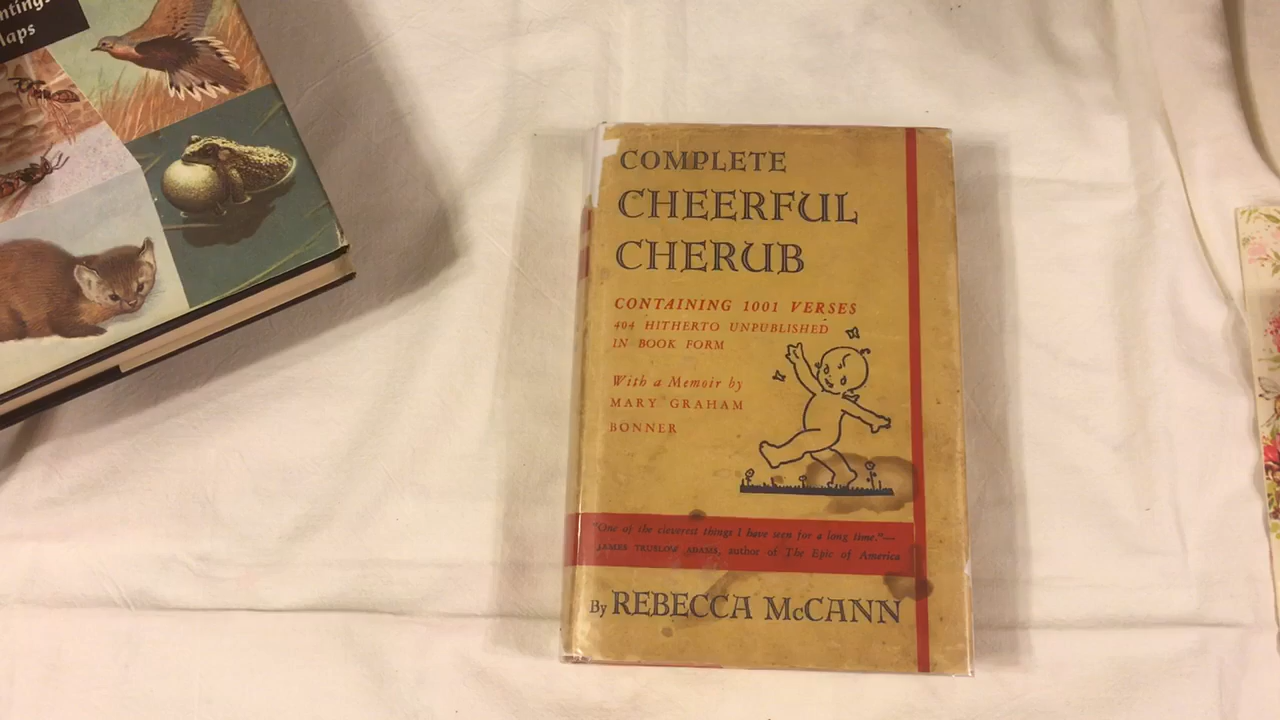 COMPLETE
CHEERFUL
CHERUB
CONTAINING 1001 VERSES
404 HITHERTO UNPUBLISHED
IN BOOK FORM
With a Memoir by
MARY GRAHAM
BONNER
"One of the cleverest things I have seen for a long time."—
JAMES TRUSLOW ADAMS, author of The Epic of America
By REBECCA McCANN